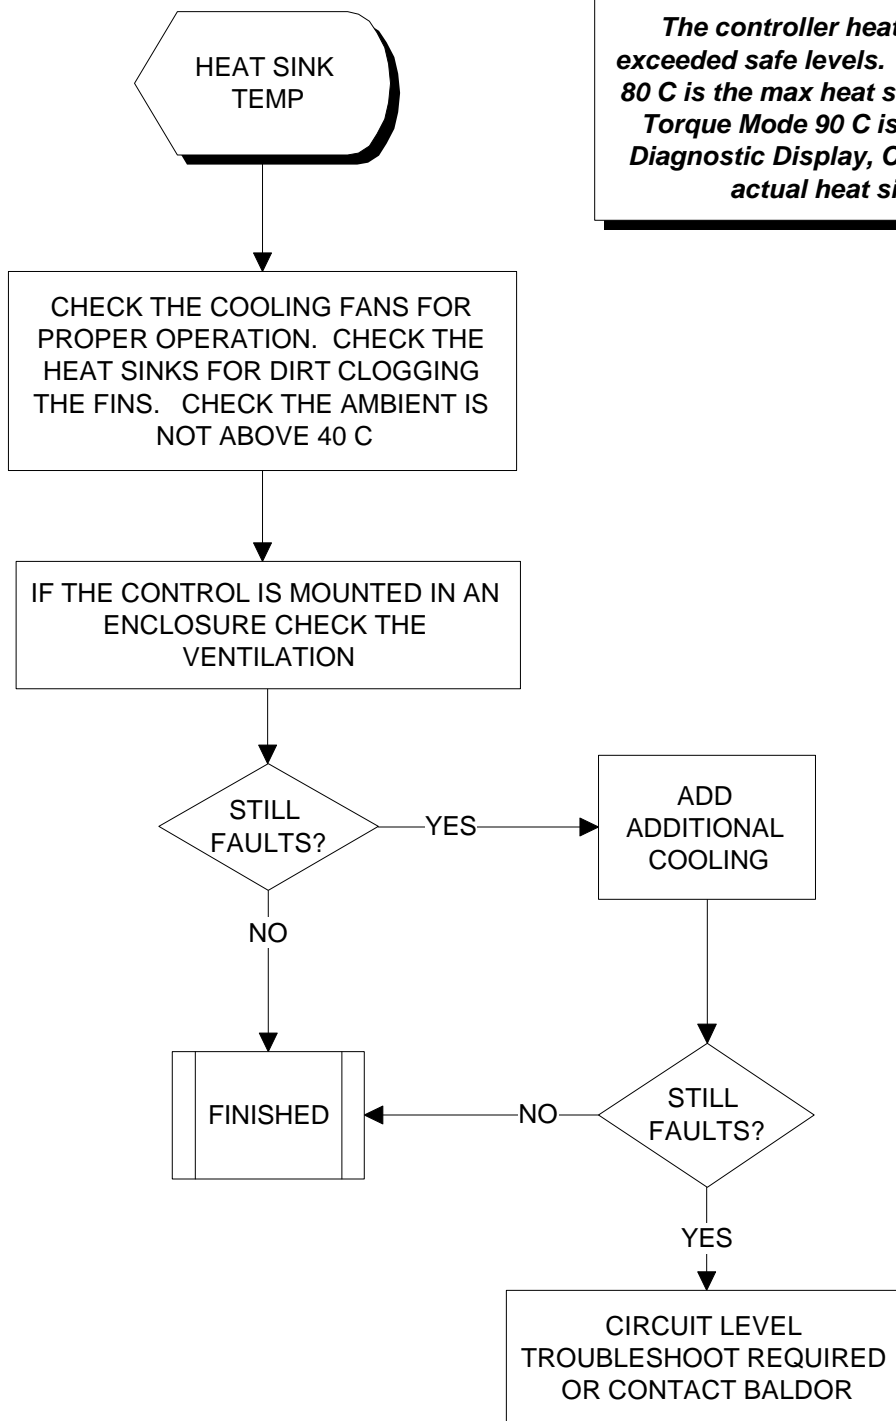 HEAT SINK
TEMP
The controller heat
exceeded safe levels.
80 C is the max heat
Torque Mode 90 C is
Diagnostic Display,
actual heat
CHECK THE COOLING FANS FOR
PROPER OPERATION. CHECK THE
HEAT SINKS FOR DIRT CLOGGING
THE FINS. CHECK THE AMBIENT IS
NOT ABOVE 40 C
IF THE CONTROL IS MOUNTED IN AN
ENCLOSURE CHECK THE
VENTILATION
STILL
FAULTS?
YES
ADD
ADDITIONAL
COOLING
NO
FINISHED
NO
STILL
FAULTS?
YES
CIRCUIT LEVEL
TROUBLESHOOT REQUIRED
OR CONTACT BALDOR